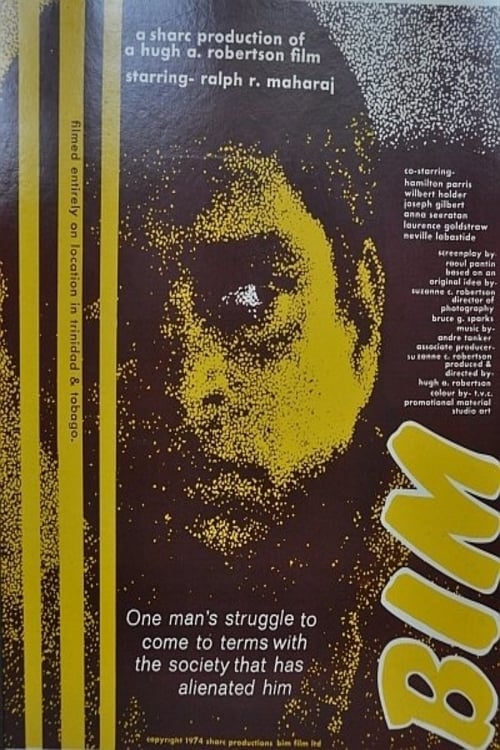 a sharc production of
a hugh a. robertson film
starring- ralph r. maharaj
filmed entirely on location in trinidad & tobago.
co-starring-
hamilton parris
wilbert holder
joseph gilbert
anna seeratan
laurence goldstraw
neville labastide
screenplay by-
raoul pantin
based on an
original idea by-
suzanne c. robertson
director of
photography
bruce g. sparks
music by-
andre tanker
associate producer-
suzanne c. robertson
produced &
directed by-
hugh a. robertson
colour by- t.v.c.
promotional material
studio art
BIM
One man's struggle to
come to terms with
the society that has
alienated him
copyright 1974 sharc productions bim film ltd